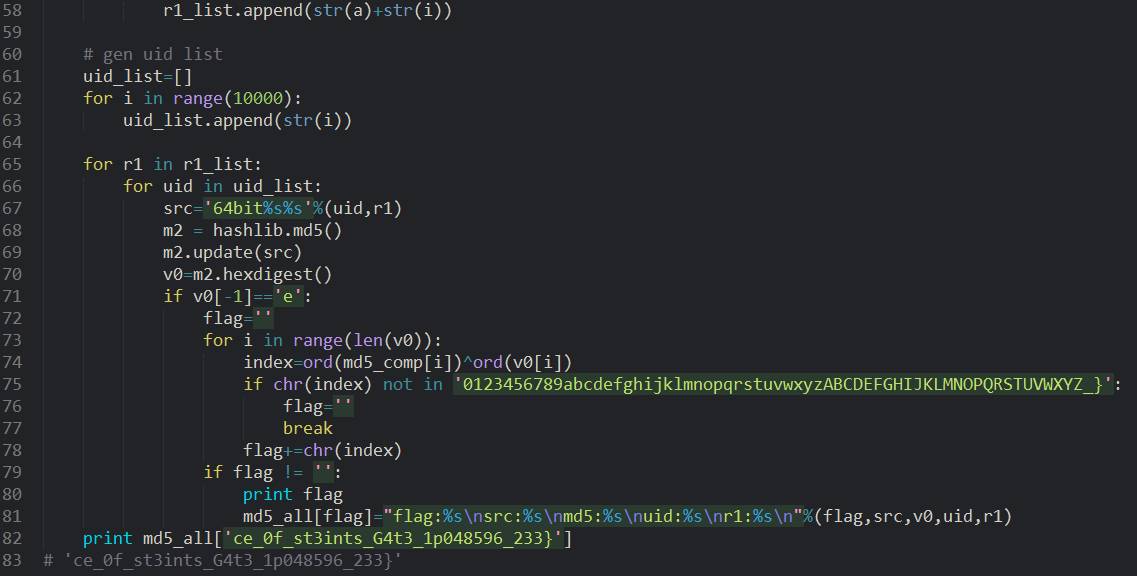 58 r1_list.append(str(a)+str(i))
59
60 # gen uid list
61 uid_list=[]
62 for i in range(10000):
63 uid_list.append(str(i))
64
65 for r1 in r1_list:
66 for uid in uid_list:
67 src='64bit%s%s'%(uid,r1)
68 m2 = hashlib.md5()
69 m2.update(src)
70 v0=m2.hexdigest()
71 if v0[-1]=='e':
72 flag=''
73 for i in range(len(v0)):
74 index=ord(md5_comp[i])^ord(v0[i])
75 if chr(index) not in '0123456789abcdefghijklmnopqrstuvwxyzABCDEFGHIJKLMNOPQRSTUVWXYZ_}':
76 flag=''
77 break
78 flag+=chr(index)
79 if flag != '':
80 print flag
81 md5_all[flag]="flag:%s\nsrc:%s\nmd5:%s\nuid:%s\nr1:%s\n"%(flag,src,v0,uid,r1)
82 print md5_all['ce_0f_st3ints_G4t3_1p048596_233}']
83 # 'ce_0f_st3ints_G4t3_1p048596_233}'